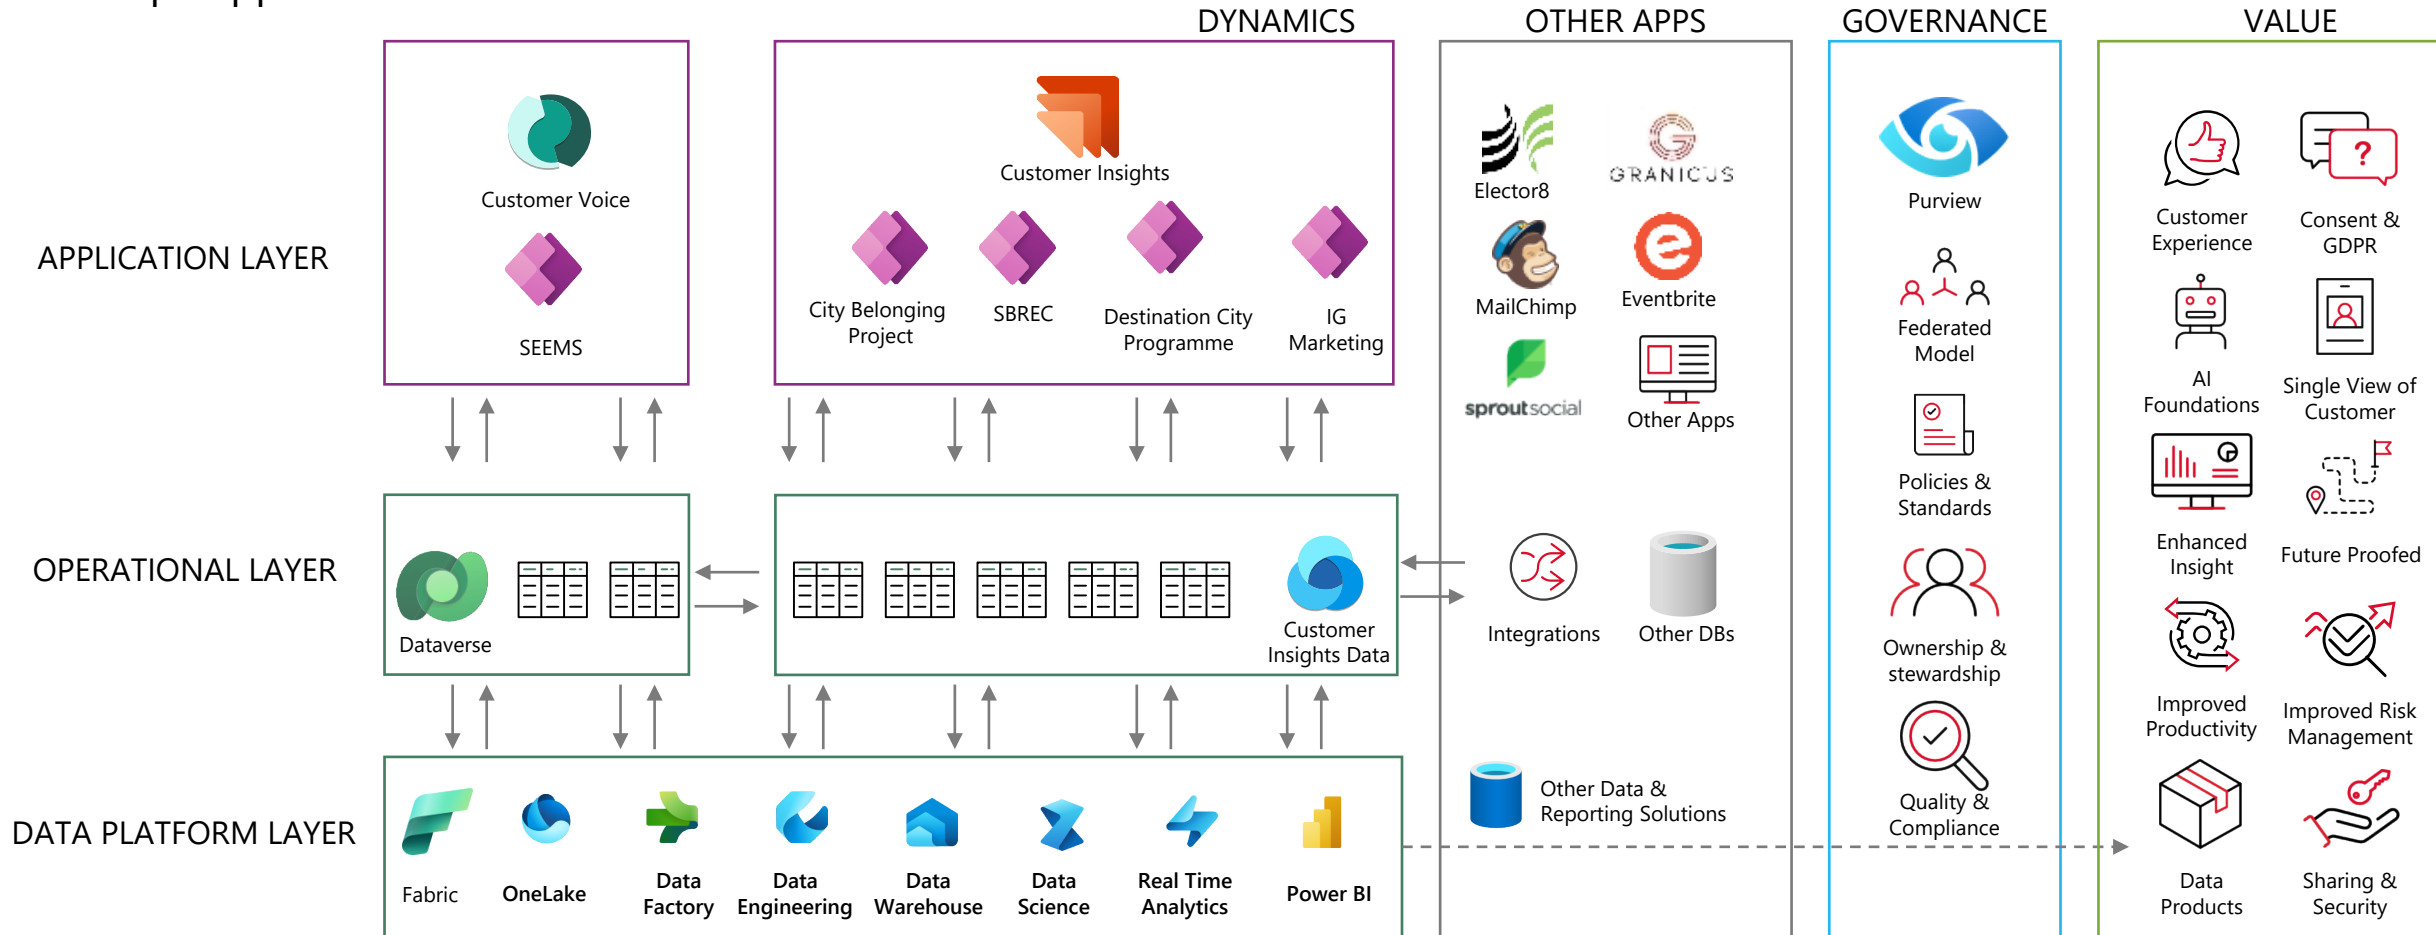 DYNAMICS
OTHER APPS
GOVERNANCE
VALUE
APPLICATION LAYER
Customer Voice
SEEMS
Customer Insights
City Belonging
Project
SBREC
Destination City
Programme
IG
Marketing
Elector8
GRANICUS
MailChimp
Eventbrite
sproutsocial
Other Apps
Purview
Federated
Model
Policies &
Standards
Customer
Experience
Consent &
GDPR
AI
Foundations
Single View of
Customer
OPERATIONAL LAYER
Dataverse
Customer
Insights Data
Integrations
Other DBs
Ownership &
stewardship
Enhanced
Insight
Future Proofed
Improved
Productivity
Improved Risk
Management
DATA PLATFORM LAYER
Fabric
OneLake
Data
Factory
Data
Engineering
Data
Warehouse
Data
Science
Real Time
Analytics
Power BI
Other Data &
Reporting Solutions
Quality &
Compliance
Data
Products
Sharing &
Security